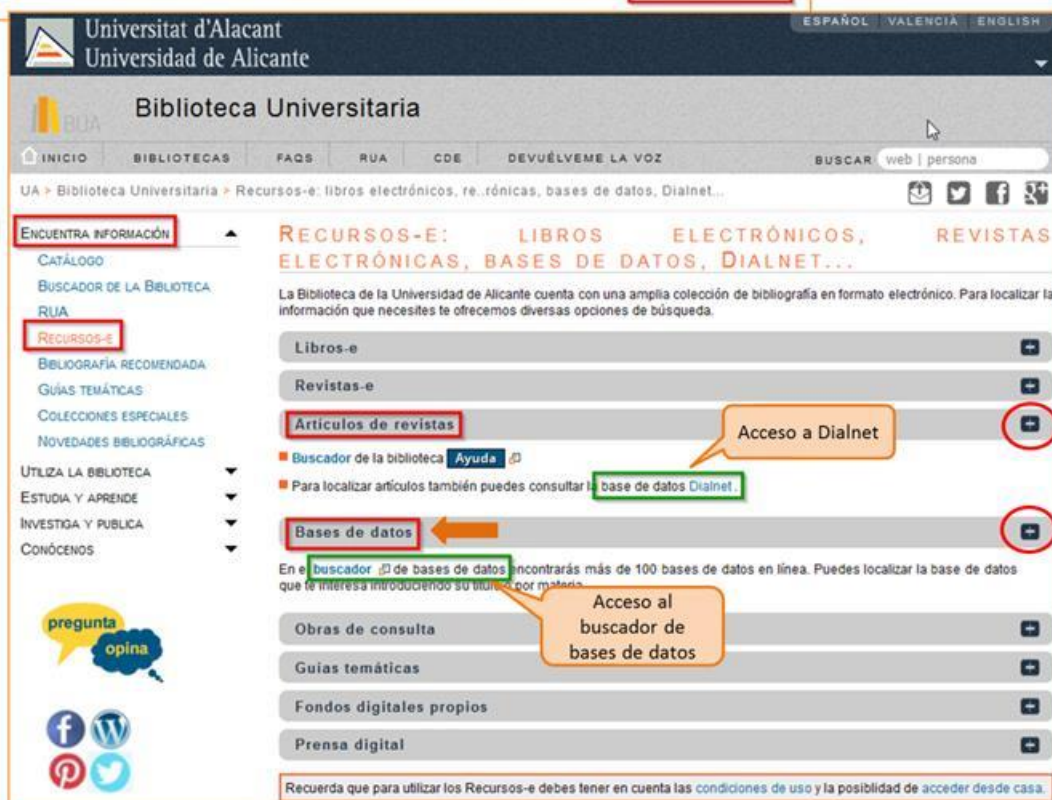 Universitat d'Alacant
Universidad de Alicante
ESPAÑOL VALENCIÀ ENGLISH
BUA
Biblioteca Universitaria
INICIO BIBLIOTECAS FAQS RUA CDE DEVUÉLVEME LA VOZ BUSCAR web | persona
UA > Biblioteca Universitaria > Recursos-e: libros electrónicos, re..rónicas, bases de datos, Dialnet...
ENCUENTRA INFORMACIÓN
CATÁLOGO
BUSCADOR DE LA BIBLIOTECA
RUA
RECURSOS-E
BIBLIOGRAFÍA RECOMENDADA
GUÍAS TEMÁTICAS
COLECCIONES ESPECIALES
NOVEDADES BIBLIOGRÁFICAS
UTILIZA LA BIBLIOTECA
ESTUDIA Y APRENDE
INVESTIGA Y PUBLICA
CONÓCENOS
pregunta
opina
RECURSOS-E: LIBROS ELECTRÓNICOS, REVISTAS
ELECTRÓNICAS, BASES DE DATOS, DIALNET...
La Biblioteca de la Universidad de Alicante cuenta con una amplia colección de bibliografía en formato electrónico. Para localizar la
información que necesites te ofrecemos diversas opciones de búsqueda.
Libros-e
Revistas-e
Artículos de revistas
Acceso a Dialnet
Buscador de la biblioteca Ayuda
Para localizar artículos también puedes consultar la base de datos Dialnet.
Bases de datos
En el buscador de bases de datos encontrarás más de 100 bases de datos en línea. Puedes localizar la base de datos
que te interesa introduciendo su título o por materia
Acceso al
buscador de
bases de datos
Obras de consulta
Guías temáticas
Fondos digitales propios
Prensa digital
Recuerda que para utilizar los Recursos-e debes tener en cuenta las condiciones de uso y la posiblidad de acceder desde casa.